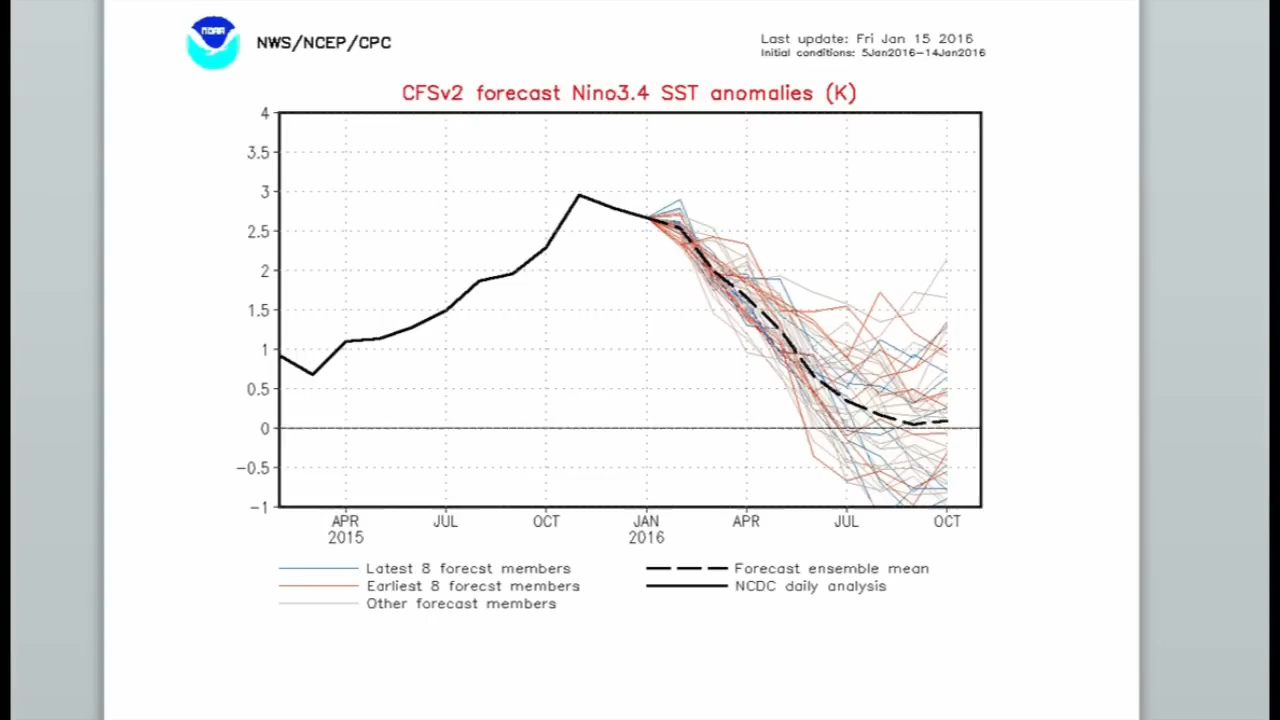 NOAA
NWS/NCEP/CPC
Last update: Fri Jan 15 2016
Initial conditions: 5Jan2016–14Jan2016
CFSv2 forecast Nino3.4 SST anomalies (K)
4
3.5
3
2.5
2
1.5
1
0.5
0
−0.5
−1
APR JUL OCT JAN APR JUL OCT
2015 2016
Latest 8 forecst members
Earliest 8 forecst members
Other forecast members
Forecast ensemble mean
NCDC daily analysis